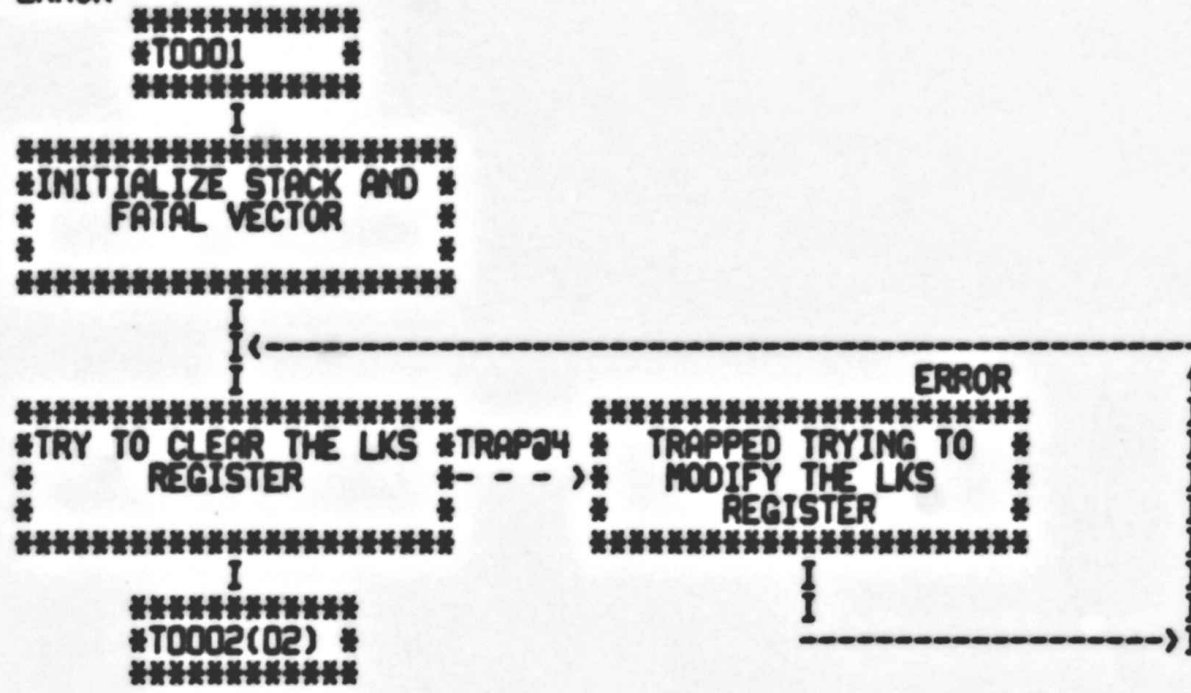 *T0001 *
*INITIALIZE STACK AND *
* FATAL VECTOR *
ERROR
*TRY TO CLEAR THE LKS *TRAP@4 * TRAPPED TRYING TO *
* REGISTER *- - - >* MODIFY THE LKS *
* REGISTER *
*T0002(02) *